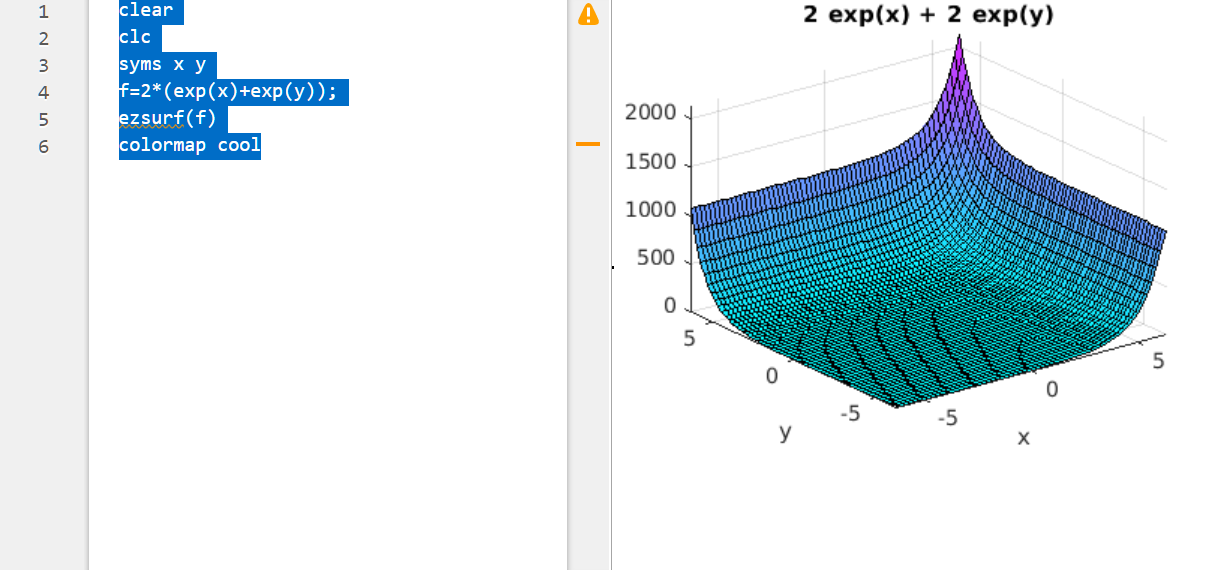 1 clear
2 clc
3 syms x y
4 f=2*(exp(x)+exp(y));
5 ezsurf(f)
6 colormap cool
2 exp(x) + 2 exp(y)
2000
1500
1000
500
0
5
0
-5
y
-5
0
5
x